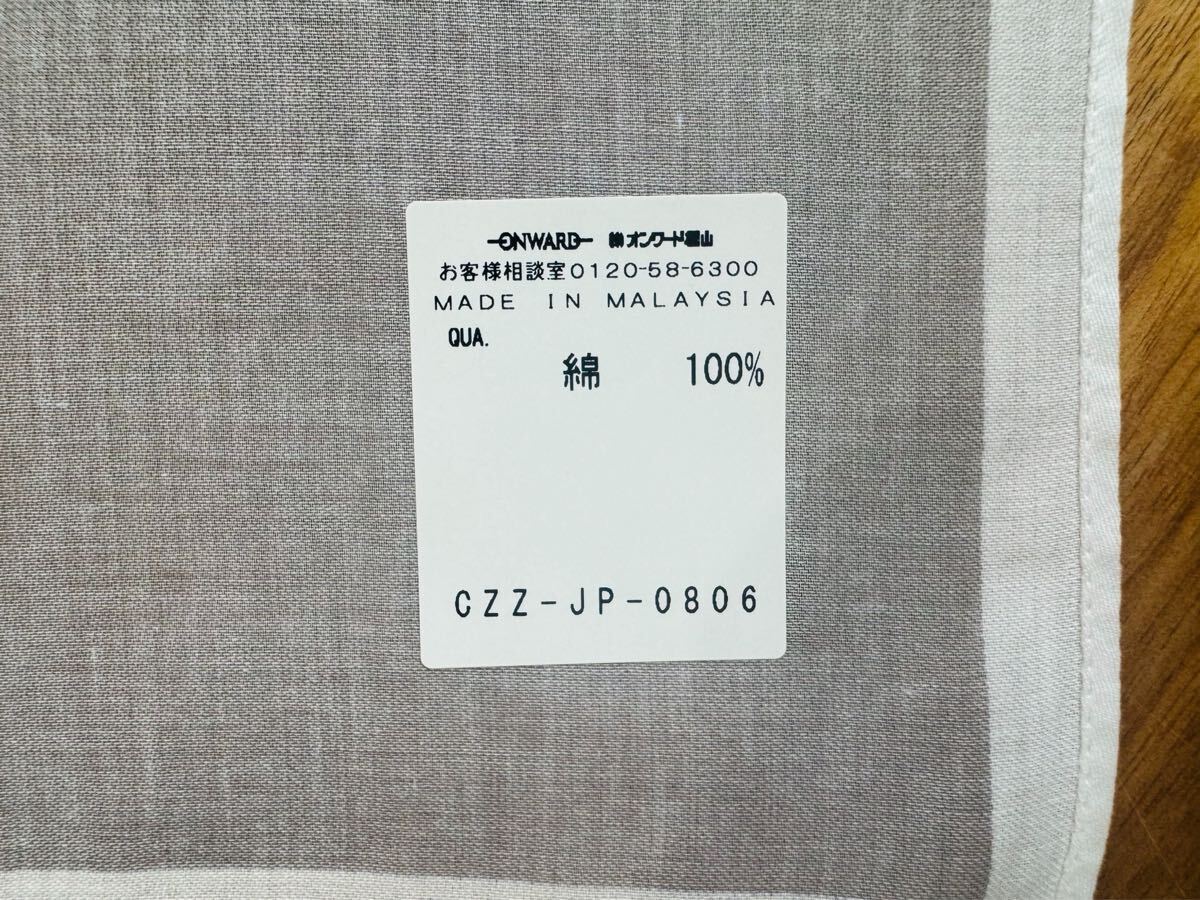 ONWARD ㈱オンワード樫山
お客様相談室0120-58-6300
MADE IN MALAYSIA
QUA.
綿 100%
CZZ-JP-0806